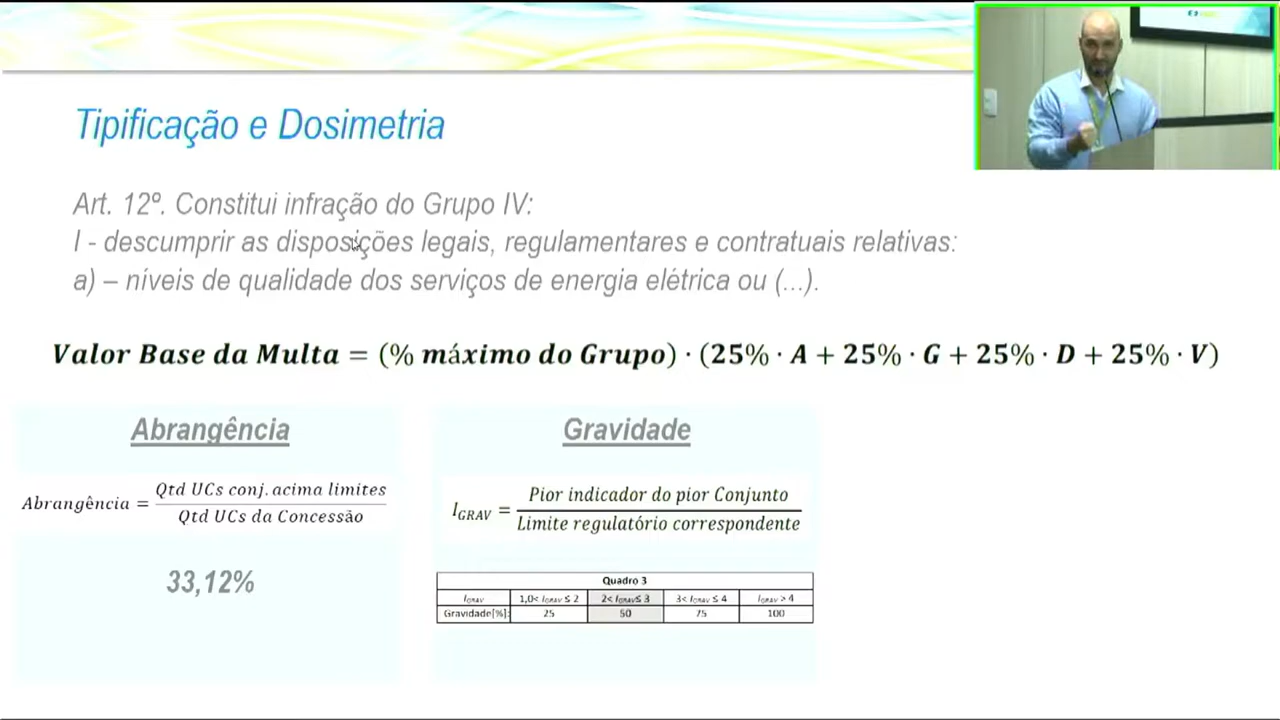 Tipificação e Dosimetria
Art. 12º. Constitui infração do Grupo IV:
I - descumprir as disposições legais, regulamentares e contratuais relativas:
a) – níveis de qualidade dos serviços de energia elétrica ou (...).
Valor Base da Multa = (% máximo do Grupo) · (25% · A + 25% · G + 25% · D + 25% · V)
Abrangência
Abrangência = Qtd UCs conj. acima limites / Qtd UCs da Concessão
33,12%
Gravidade
I_GRAV = Pior indicador do pior Conjunto / Limite regulatório correspondente
Quadro 3
I_GRAV 1,0< I_GRAV ≤ 2 2< I_GRAV ≤ 3 3< I_GRAV ≤ 4 I_GRAV > 4
Gravidade[%]: 25 50 75 100